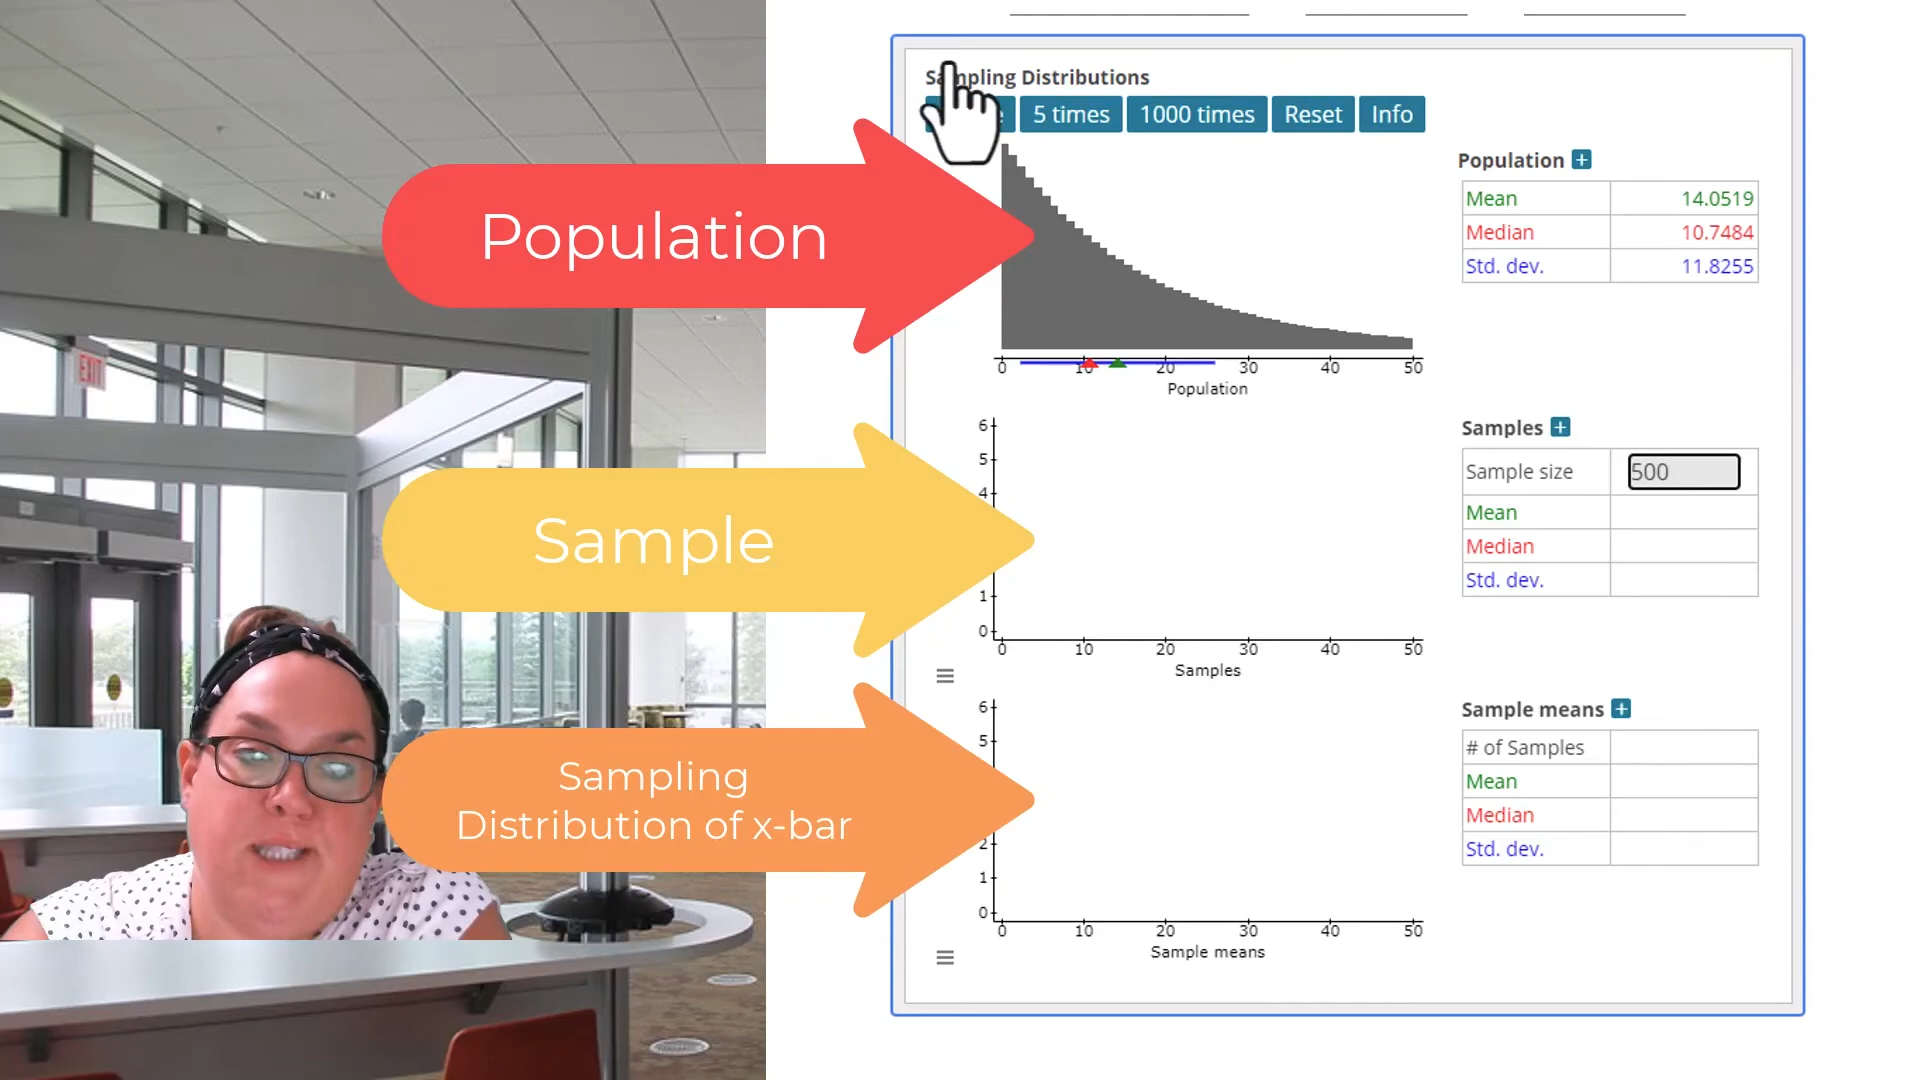 Sampling Distributions
5 times
1000 times
Reset
Info
Population
Population +
Mean 14.0519
Median 10.7484
Std. dev. 11.8255
0 10 20 30 40 50
Population
EXIT
Sample
6
5
4
1
0
0 10 20 30 40 50
Samples
Samples +
Sample size 500
Mean
Median
Std. dev.
Sampling
Distribution of x-bar
6
5
2
1
0
0 10 20 30 40 50
Sample means
Sample means +
# of Samples
Mean
Median
Std. dev.